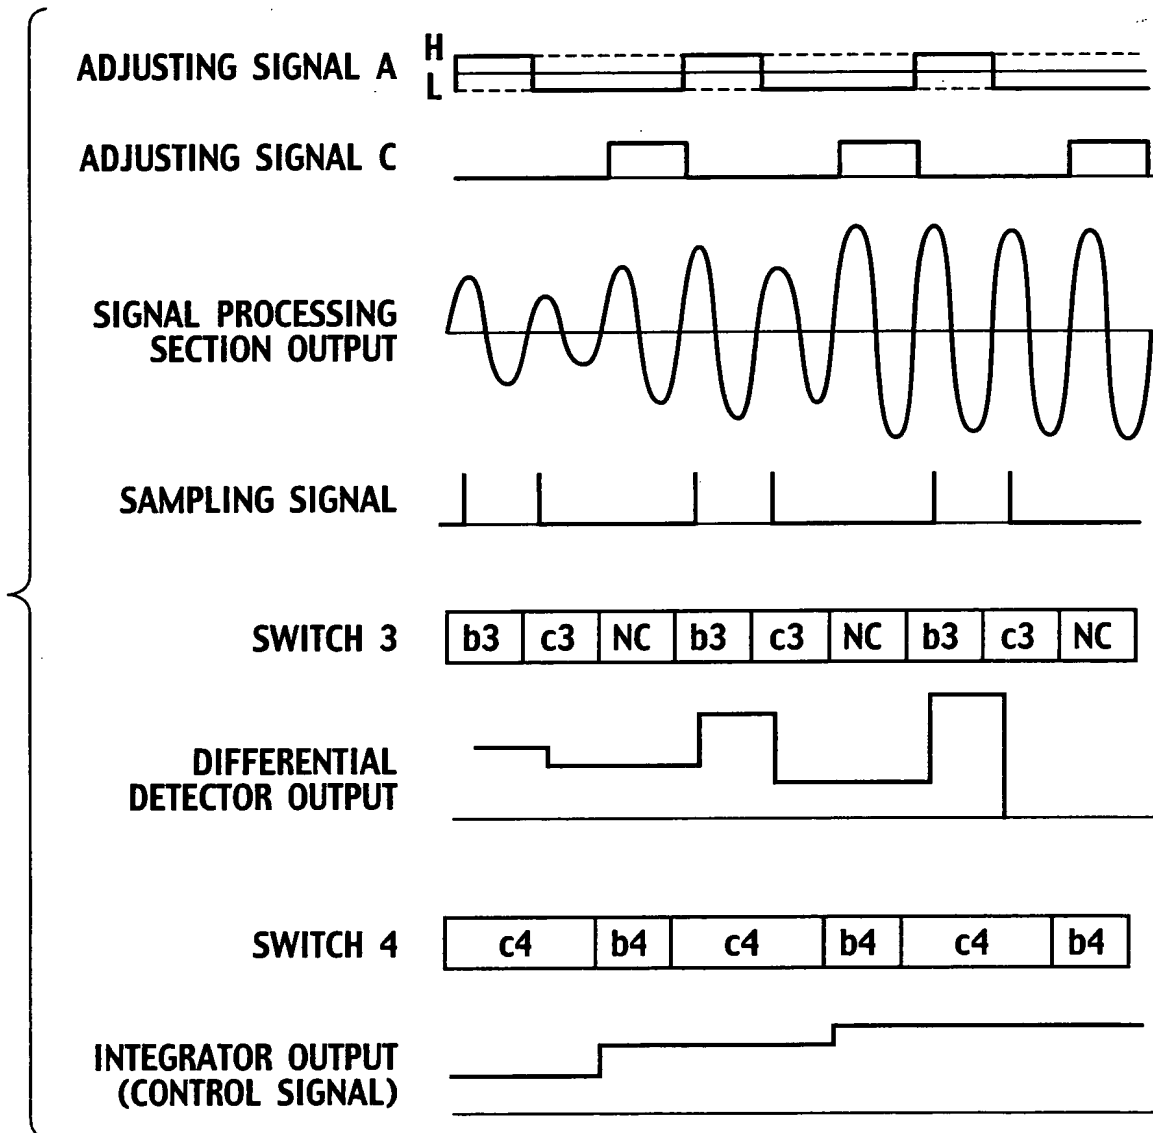 ADJUSTING SIGNAL A
H
L
ADJUSTING SIGNAL C
SIGNAL PROCESSING
SECTION OUTPUT
SAMPLING SIGNAL
SWITCH 3
b3 c3 NC b3 c3 NC b3 c3 NC
DIFFERENTIAL
DETECTOR OUTPUT
SWITCH 4
c4 b4 c4 b4 c4 b4
INTEGRATOR OUTPUT
(CONTROL SIGNAL)